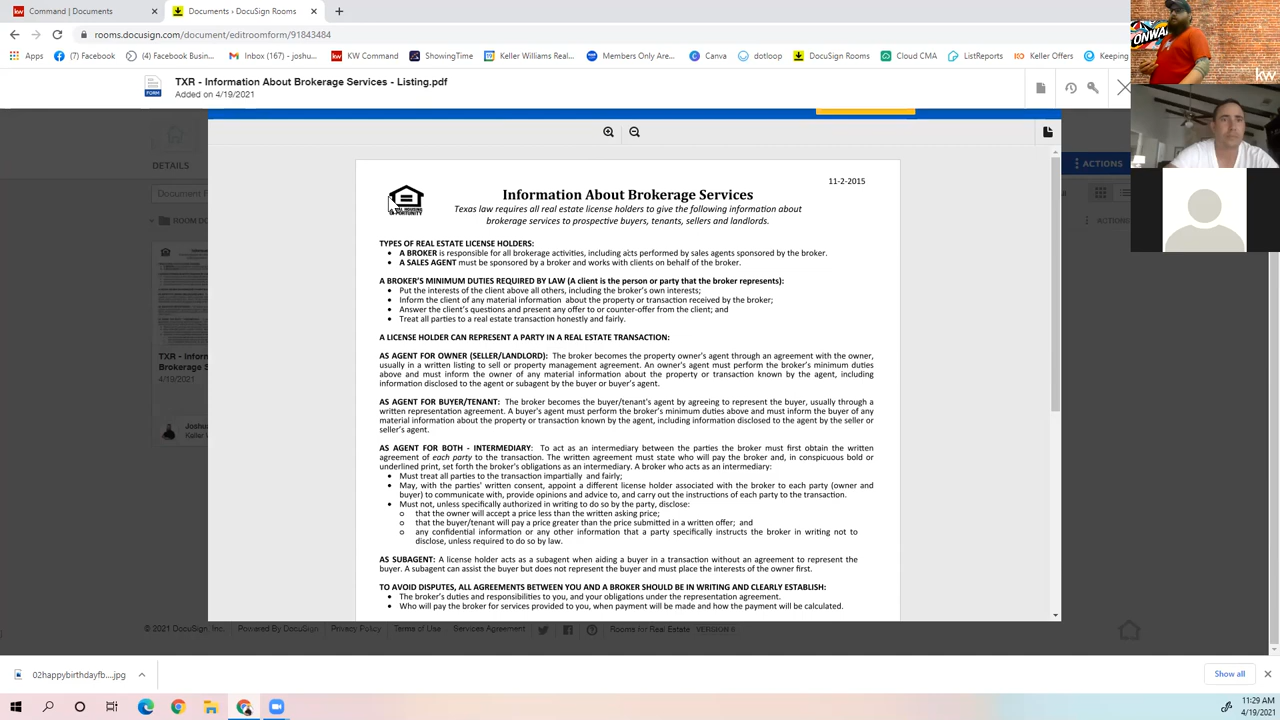 Command | Documents
Documents › DocuSign Rooms
rooms.docusign.com/document/editroomform/91843484
Apps
(7) Facebook
(4) Facebook Busin...
Inbox (167) - joshu...
KW Command
ShowingTime
Keller
Members Only Are...
Canva
dotloop
DocuSign Rooms
Cloud CMA
ListReports
Keller Offers
Keeping
TXR - Information About Brokerage Services - Listing.pdf
FORM
Added on 4/19/2021
DETAILS
ACTIONS
Document
ROOM DO
ACTIONS
TXR - Information A
Brokerage S
4/19/2021
Joshua
Keller W
11-2-2015
Information About Brokerage Services
Texas law requires all real estate license holders to give the following information about
brokerage services to prospective buyers, tenants, sellers and landlords.
TYPES OF REAL ESTATE LICENSE HOLDERS:
• A BROKER is responsible for all brokerage activities, including acts performed by sales agents sponsored by the broker.
• A SALES AGENT must be sponsored by a broker and works with clients on behalf of the broker.
A BROKER'S MINIMUM DUTIES REQUIRED BY LAW (A client is the person or party that the broker represents):
• Put the interests of the client above all others, including the broker's own interests;
• Inform the client of any material information about the property or transaction received by the broker;
• Answer the client's questions and present any offer to or counter-offer from the client; and
• Treat all parties to a real estate transaction honestly and fairly.
A LICENSE HOLDER CAN REPRESENT A PARTY IN A REAL ESTATE TRANSACTION:
AS AGENT FOR OWNER (SELLER/LANDLORD): The broker becomes the property owner's agent through an agreement with the owner,
usually in a written listing to sell or property management agreement. An owner's agent must perform the broker's minimum duties
above and must inform the owner of any material information about the property or transaction known by the agent, including
information disclosed to the agent or subagent by the buyer or buyer's agent.
AS AGENT FOR BUYER/TENANT: The broker becomes the buyer/tenant's agent by agreeing to represent the buyer, usually through a
written representation agreement. A buyer's agent must perform the broker's minimum duties above and must inform the buyer of any
material information about the property or transaction known by the agent, including information disclosed to the agent by the seller or
seller's agent.
AS AGENT FOR BOTH - INTERMEDIARY: To act as an intermediary between the parties the broker must first obtain the written
agreement of each party to the transaction. The written agreement must state who will pay the broker and, in conspicuous bold or
underlined print, set forth the broker's obligations as an intermediary. A broker who acts as an intermediary:
• Must treat all parties to the transaction impartially and fairly;
• May, with the parties' written consent, appoint a different license holder associated with the broker to each party (owner and
buyer) to communicate with, provide opinions and advice to, and carry out the instructions of each party to the transaction.
• Must not, unless specifically authorized in writing to do so by the party, disclose:
o that the owner will accept a price less than the written asking price;
o that the buyer/tenant will pay a price greater than the price submitted in a written offer; and
o any confidential information or any other information that a party specifically instructs the broker in writing not to
disclose, unless required to do so by law.
AS SUBAGENT: A license holder acts as a subagent when aiding a buyer in a transaction without an agreement to represent the
buyer. A subagent can assist the buyer but does not represent the buyer and must place the interests of the owner first.
TO AVOID DISPUTES, ALL AGREEMENTS BETWEEN YOU AND A BROKER SHOULD BE IN WRITING AND CLEARLY ESTABLISH:
• The broker's duties and responsibilities to you, and your obligations under the representation agreement.
• Who will pay the broker for services provided to you, when payment will be made and how the payment will be calculated.
© 2021 DocuSign, Inc.
Powered By DocuSign
Privacy Policy
Terms of Use
Services Agreement
Rooms for Real Estate
VERSION
02happybirthdayfb....jpg
Show all
11:29 AM
4/19/2021
kw